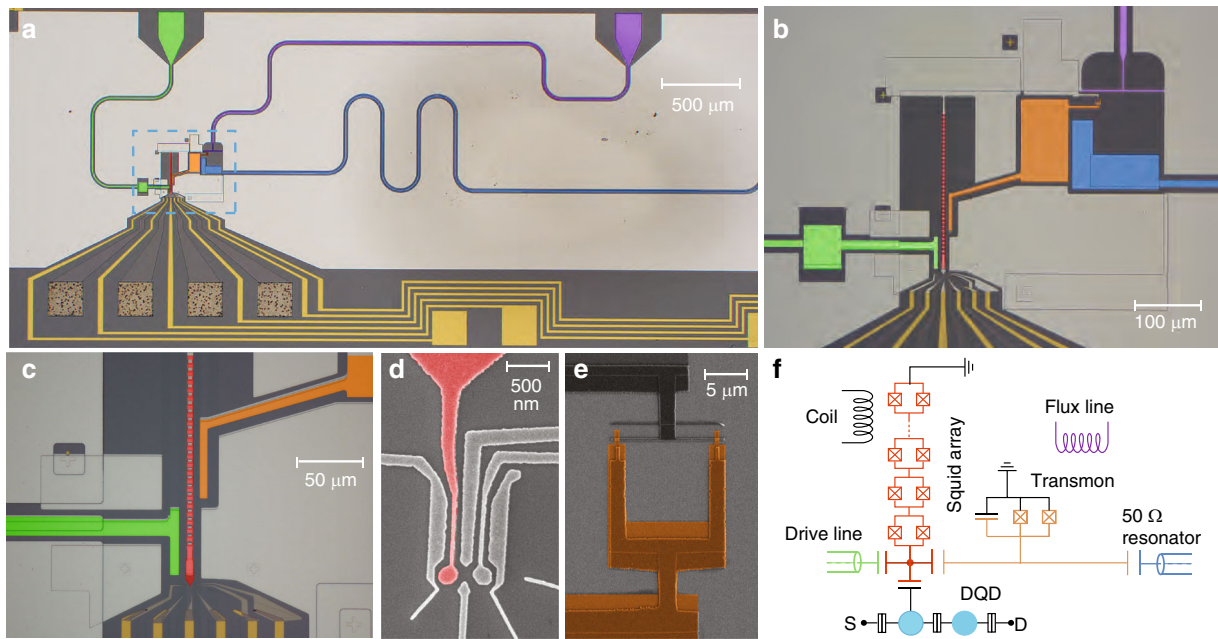 a
500 μm
b
100 μm
c
50 μm
d
500
nm
e
5 μm
f
Coil
Squid array
Flux line
Transmon
Drive line
50 Ω
resonator
DQD
S
D